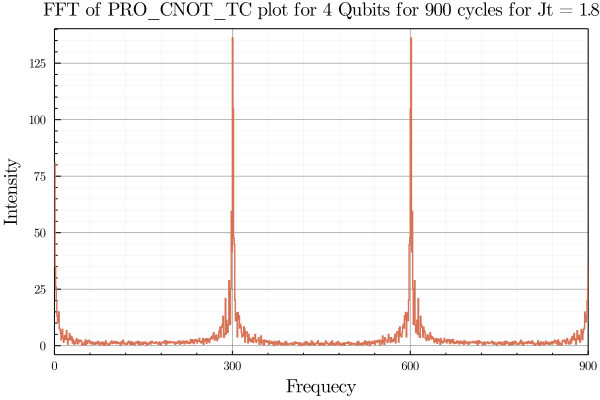 FFT of PRO_CNOT_TC plot for 4 Qubits for 900 cycles for Jt = 1.8
125
100
75
50
25
0
Intensity
0 300 600 900
Frequecy